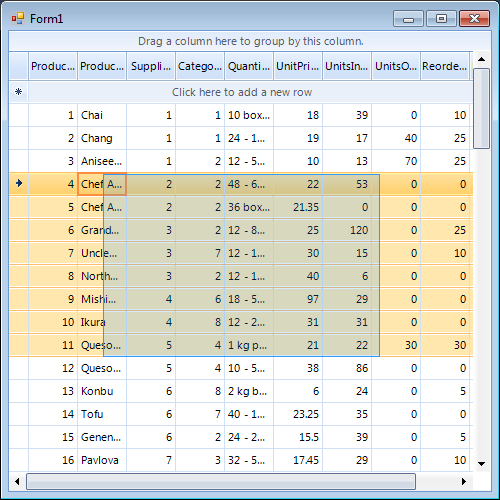 Form1
Drag a column here to group by this column.
Produc... Produc... Suppli... Catego... Quanti... UnitPri... UnitsIn... UnitsO... Reorde...
Click here to add a new row
1 Chai 1 1 10 box... 18 39 0 10
2 Chang 1 1 24 - 1... 19 17 40 25
3 Anisee... 1 2 12 - 5... 10 13 70 25
4 Chef A... 2 2 48 - 6... 22 53 0 0
5 Chef A... 2 2 36 box... 21.35 0 0 0
6 Grand... 3 2 12 - 8... 25 120 0 25
7 Uncle... 3 7 12 - 1... 30 15 0 10
8 North... 3 2 12 - 1... 40 6 0 0
9 Mishi... 4 6 18 - 5... 97 29 0 0
10 Ikura 4 8 12 - 2... 31 31 0 0
11 Queso... 5 4 1 kg p... 21 22 30 30
12 Queso... 5 4 10 - 5... 38 86 0 0
13 Konbu 6 8 2 kg b... 6 24 0 5
14 Tofu 6 7 40 - 1... 23.25 35 0 0
15 Genen... 6 2 24 - 2... 15.5 39 0 5
16 Pavlova 7 3 32 - 5... 17.45 29 0 10